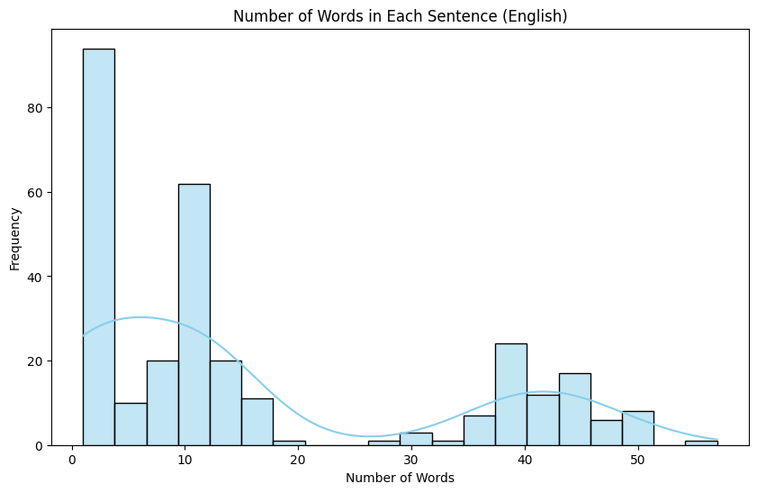 Number of Words in Each Sentence (English)
80
60
40
20
0
Frequency
0 10 20 30 40 50
Number of Words